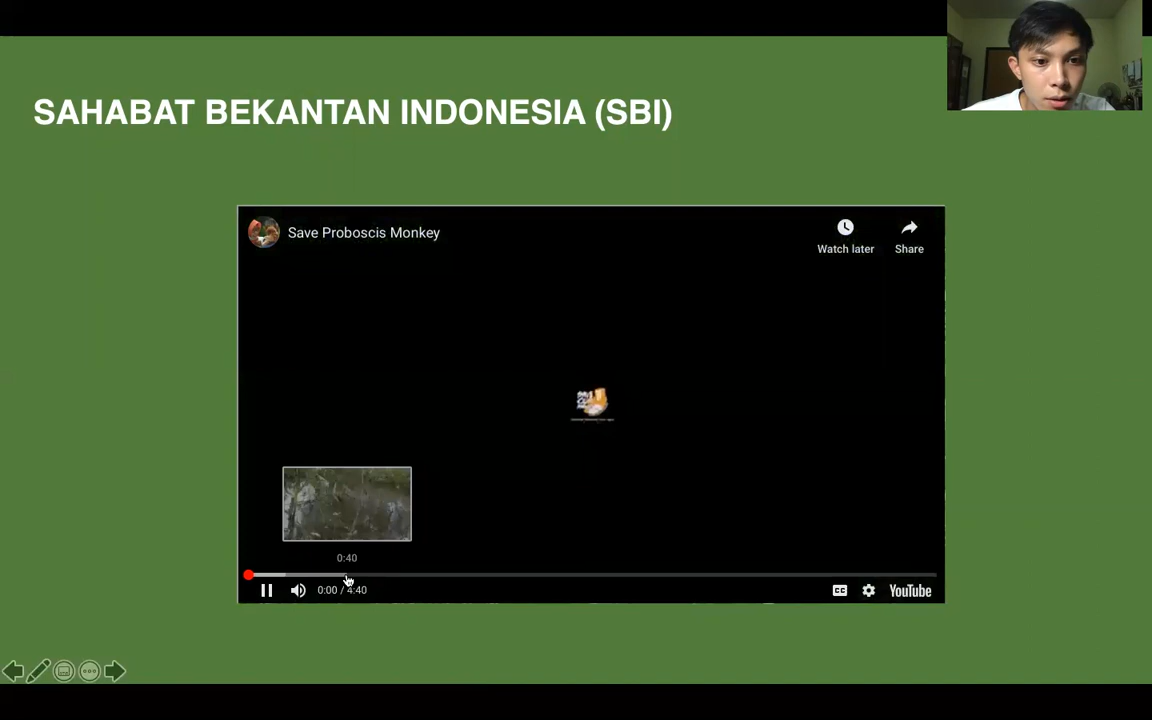 SAHABAT BEKANTAN INDONESIA (SBI)
Save Proboscis Monkey
Watch later
Share
0:40
0:00 / 4:40
YouTube